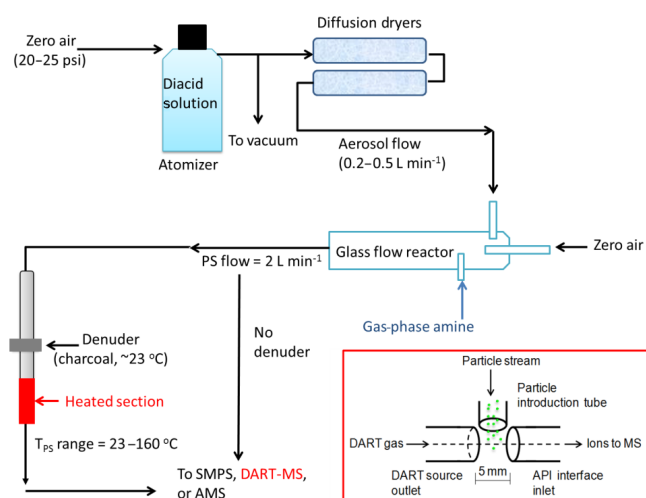 Zero air
(20–25 psi)
Diacid
solution
Atomizer
To vacuum
Diffusion dryers
Aerosol flow
(0.2–0.5 L min⁻¹)
Glass flow reactor
Zero air
PS flow = 2 L min⁻¹
Gas-phase amine
No
denuder
Denuder
(charcoal, ~23 °C)
Heated section
T_PS range = 23–160 °C
To SMPS, DART-MS,
or AMS
Particle stream
Particle
introduction tube
DART gas
Ions to MS
DART source
outlet
5 mm
API interface
inlet